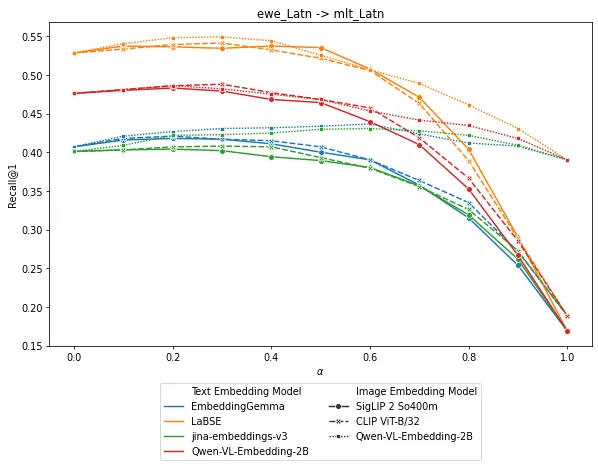 ewe_Latn -> mlt_Latn
Recall@1
0.55
0.50
0.45
0.40
0.35
0.30
0.25
0.20
0.15
0.0 0.2 0.4 0.6 0.8 1.0
α
Text Embedding Model Image Embedding Model
EmbeddingGemma SigLIP 2 So400m
LaBSE CLIP ViT-B/32
jina-embeddings-v3 Qwen-VL-Embedding-2B
Qwen-VL-Embedding-2B